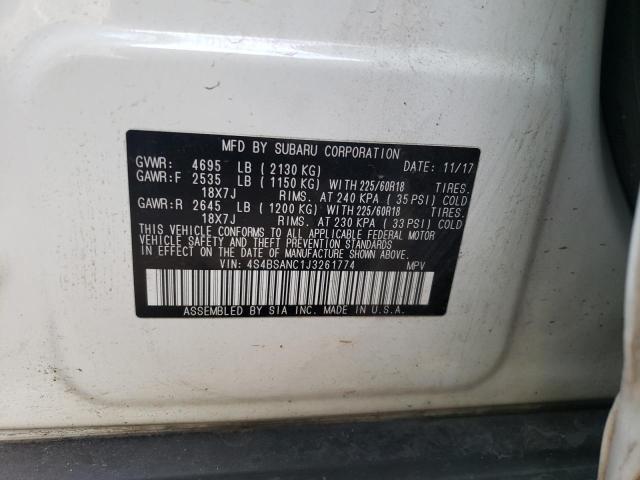 MFD BY SUBARU CORPORATION
GVWR: 4695 LB ( 2130 KG) DATE: 11/17
GAWR:F 2535 LB ( 1150 KG) WITH 225/60R18 TIRES.
18X7J RIMS. AT 240 KPA ( 35 PSI) COLD
GAWR:R 2645 LB ( 1200 KG) WITH 225/60R18 TIRES.
18X7J RIMS. AT 230 KPA ( 33 PSI) COLD
THIS VEHICLE CONFORMS TO ALL APPLICABLE FEDERAL MOTOR
VEHICLE SAFETY AND THEFT PREVENTION STANDARDS IN
EFFECT ON THE DATE OF MANUFACTURE SHOWN ABOVE.
VIN: 4S4BSANC1J3261774 MPV
ASSEMBLED BY SIA INC. MADE IN U.S.A.